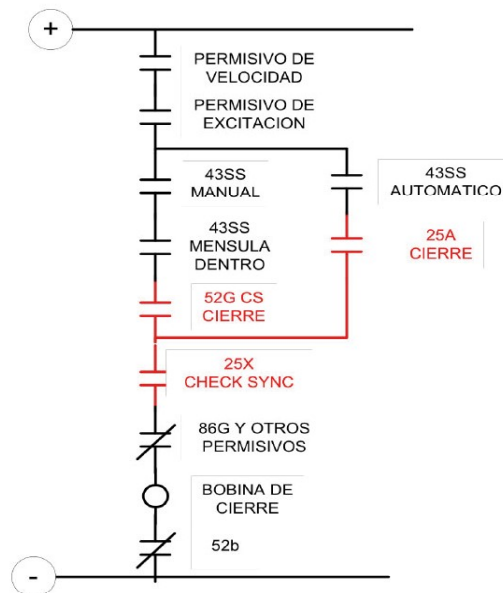 +
PERMISIVO DE
VELOCIDAD
PERMISIVO DE
EXCITACION
43SS
MANUAL
43SS
AUTOMATICO
43SS
MENSULA
DENTRO
25A
CIERRE
52G CS
CIERRE
25X
CHECK SYNC
86G Y OTROS
PERMISIVOS
BOBINA DE
CIERRE
52b
-